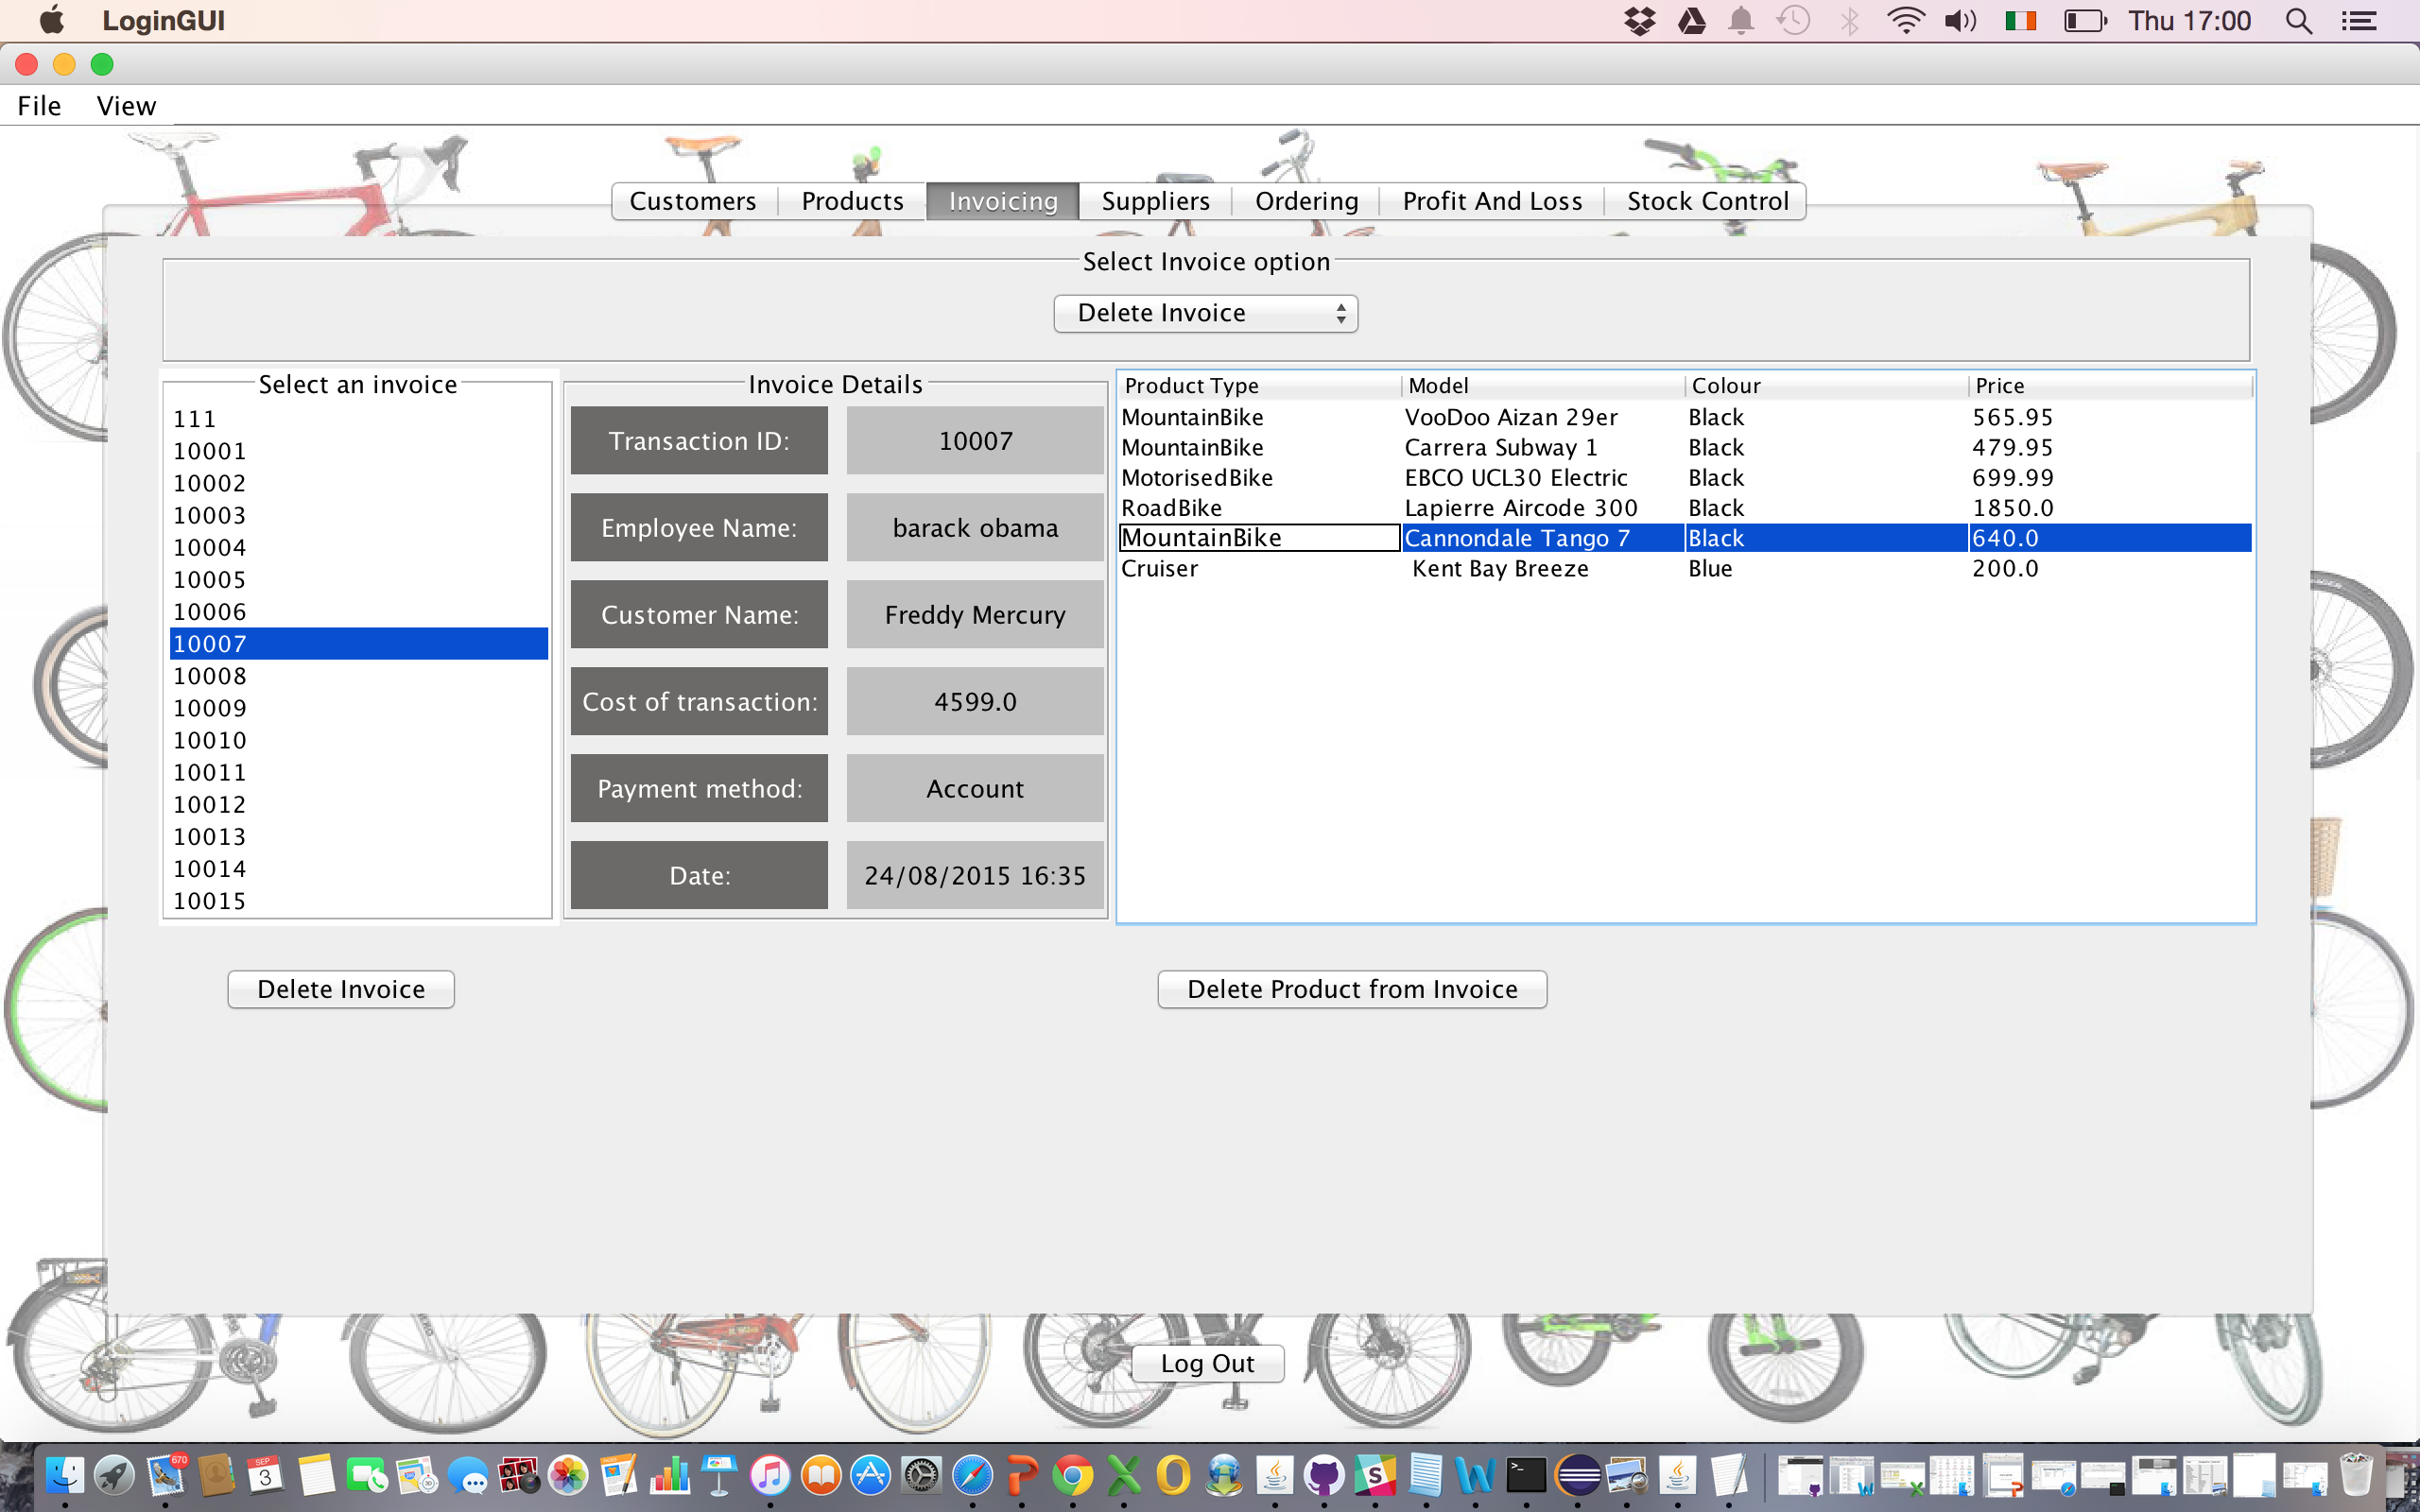 LoginGUI
Thu 17:00
File View
Customers Products Invoicing Suppliers Ordering Profit And Loss Stock Control
Select Invoice option
Delete Invoice
Select an invoice
111
10001
10002
10003
10004
10005
10006
10007
10008
10009
10010
10011
10012
10013
10014
10015
Invoice Details
Transaction ID: 10007
Employee Name: barack obama
Customer Name: Freddy Mercury
Cost of transaction: 4599.0
Payment method: Account
Date: 24/08/2015 16:35
Product Type Model Colour Price
MountainBike VooDoo Aizan 29er Black 565.95
MountainBike Carrera Subway 1 Black 479.95
MotorisedBike EBCO UCL30 Electric Black 699.99
RoadBike Lapierre Aircode 300 Black 1850.0
MountainBike Cannondale Tango 7 Black 640.0
Cruiser Kent Bay Breeze Blue 200.0
Delete Invoice
Delete Product from Invoice
Log Out
670
SEP
3